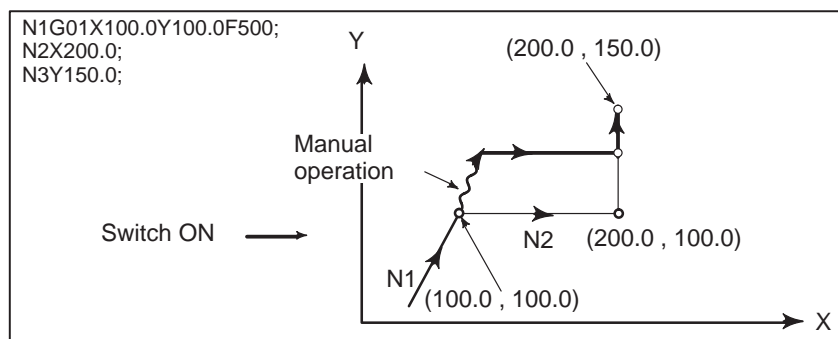 N1G01X100.0Y100.0F500;
N2X200.0;
N3Y150.0;
Y
(200.0 , 150.0)
Manual
operation
Switch ON
N2
(200.0 , 100.0)
N1
(100.0 , 100.0)
X